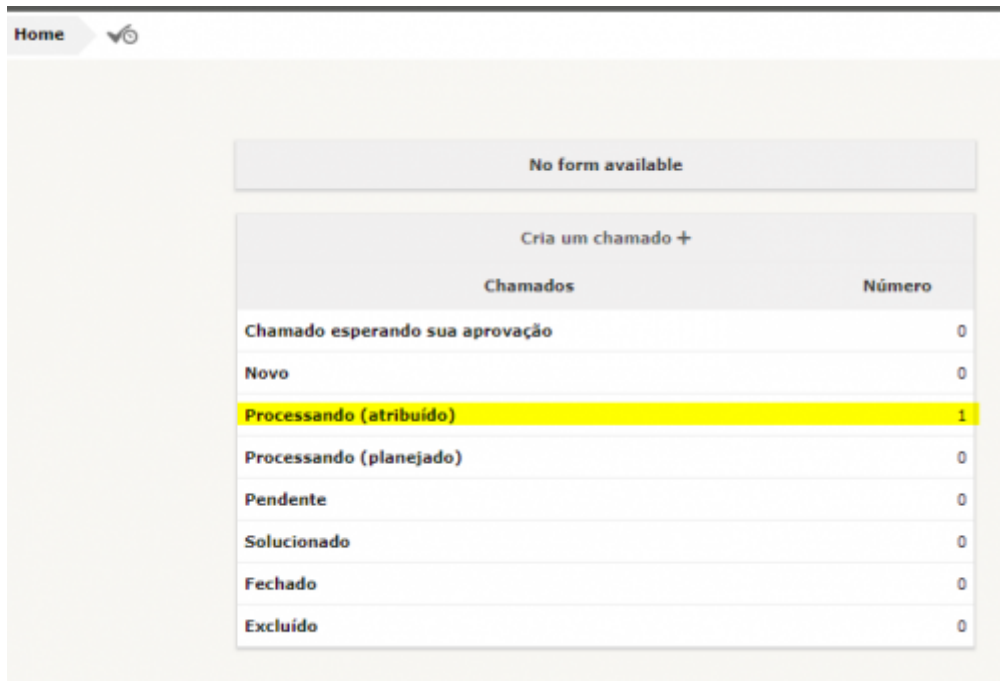 Home
No form available
Cria um chamado +
Chamados Número
Chamado esperando sua aprovação 0
Novo 0
Processando (atribuído) 1
Processando (planejado) 0
Pendente 0
Solucionado 0
Fechado 0
Excluído 0